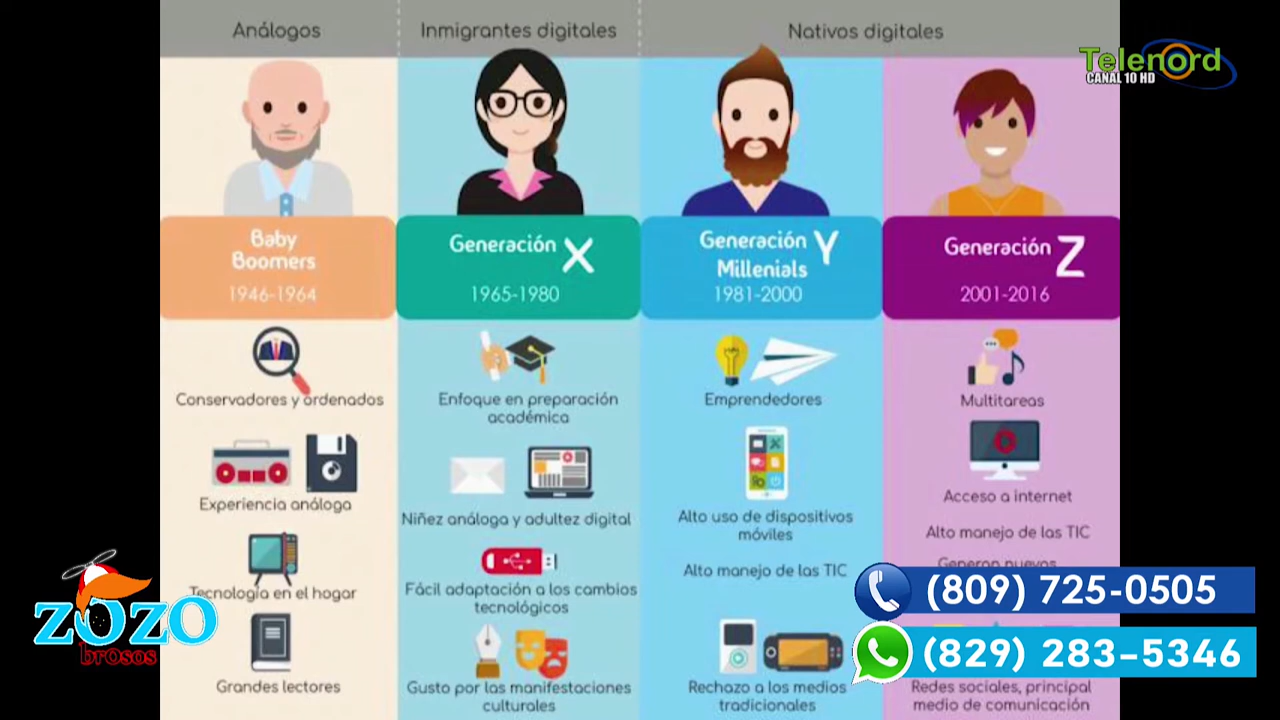 Análogos
Inmigrantes digitales
Nativos digitales
Telenord
CANAL 10 HD
Baby
Boomers
1946-1964
Generación X
1965-1980
Generación Y
Millenials
1981-2000
Generación Z
2001-2016
Conservadores y ordenados
Experiencia análoga
Tecnología en el hogar
Grandes lectores
Enfoque en preparación
académica
Niñez análoga y adultez digital
Fácil adaptación a los cambios
tecnológicos
Gusto por las manifestaciones
culturales
Emprendedores
Alto uso de dispositivos
móviles
Alto manejo de las TIC
Rechazo a los medios
tradicionales
Multitareas
Acceso a internet
Alto manejo de las TIC
Generan nuevos
Redes sociales, principal
medio de comunicación
ZOZO
brOsos
(809) 725-0505
(829) 283-5346